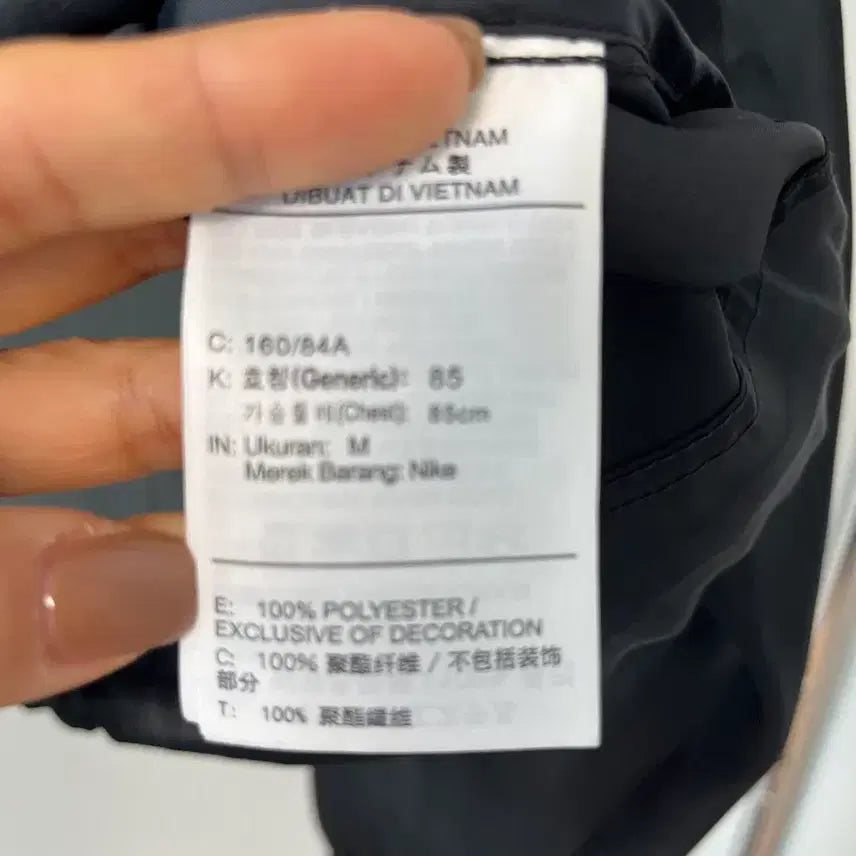 TNAM
ナム製
DIBUAT DI VIETNAM
C: 160/84A
K: 호칭(Generic): 85
가슴둘레(Chest): 85cm
IN: Ukuran: M
Merek Barang: Nike
E: 100% POLYESTER /
EXCLUSIVE OF DECORATION
C: 100% 聚酯纤维 / 不包括装饰
部分
T: 100% 聚酯纖維